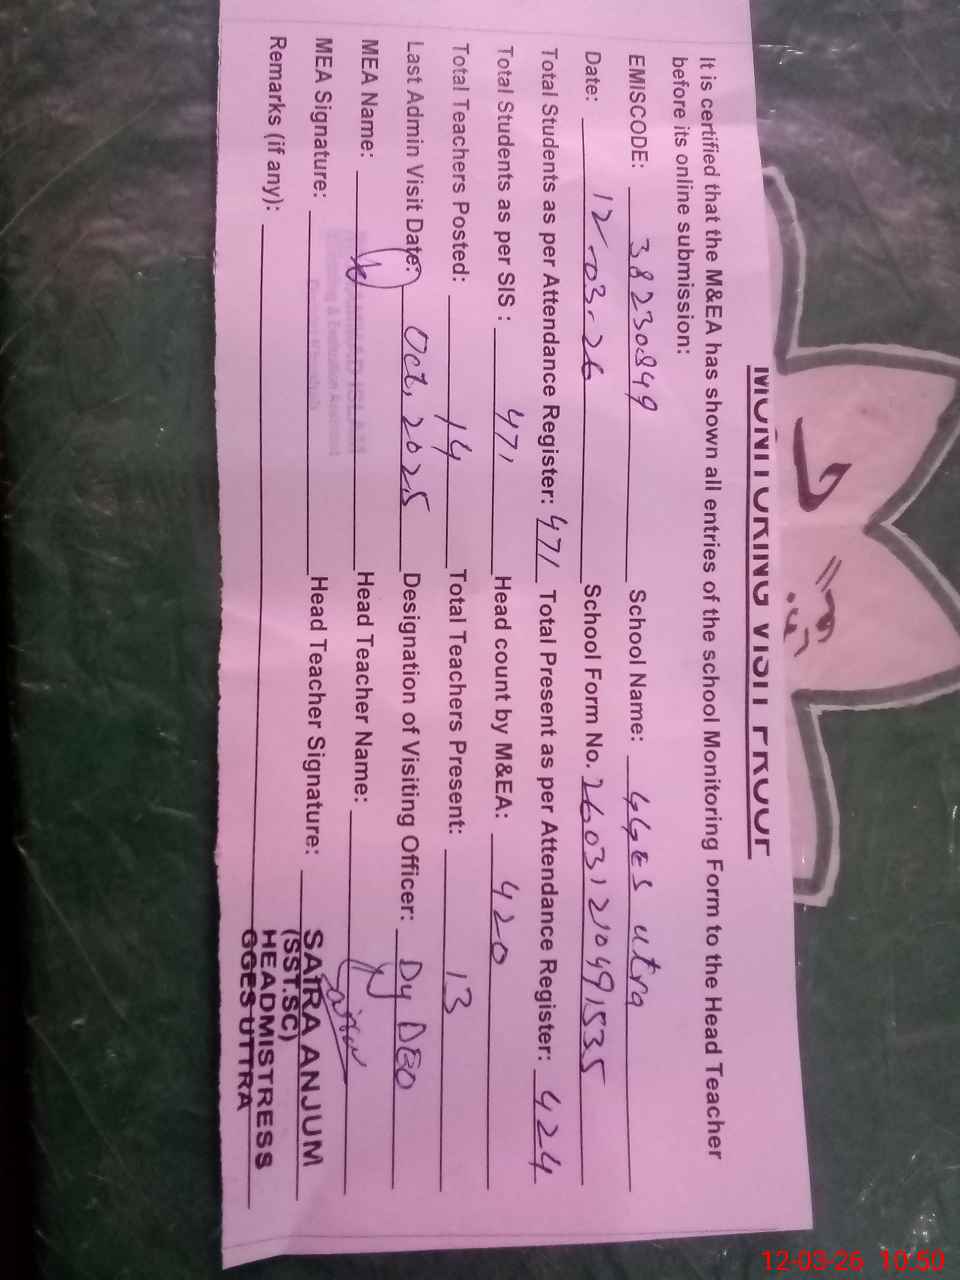 MONITORING VISIT PROOF
It is certified that the M&EA has shown all entries of the school Monitoring Form to the Head Teacher
before its online submission:
EMISCODE: 38230849 School Name: GGES Utra
Date: 12-03-26 School Form No. 26031210491535
Total Students as per Attendance Register: 471 Total Present as per Attendance Register: 424
Total Students as per SIS : 471 Head count by M&EA: 420
Total Teachers Posted: 14 Total Teachers Present: 13
Last Admin Visit Date: Oct, 2025 Designation of Visiting Officer: Dy DEO
MEA Name: Head Teacher Name:
MEA Signature: Head Teacher Signature:
Remarks (if any):
SAIRA ANJUM
(SST.SC)
HEADMISTRESS
GGES UTTRA
12-03-26 10.50